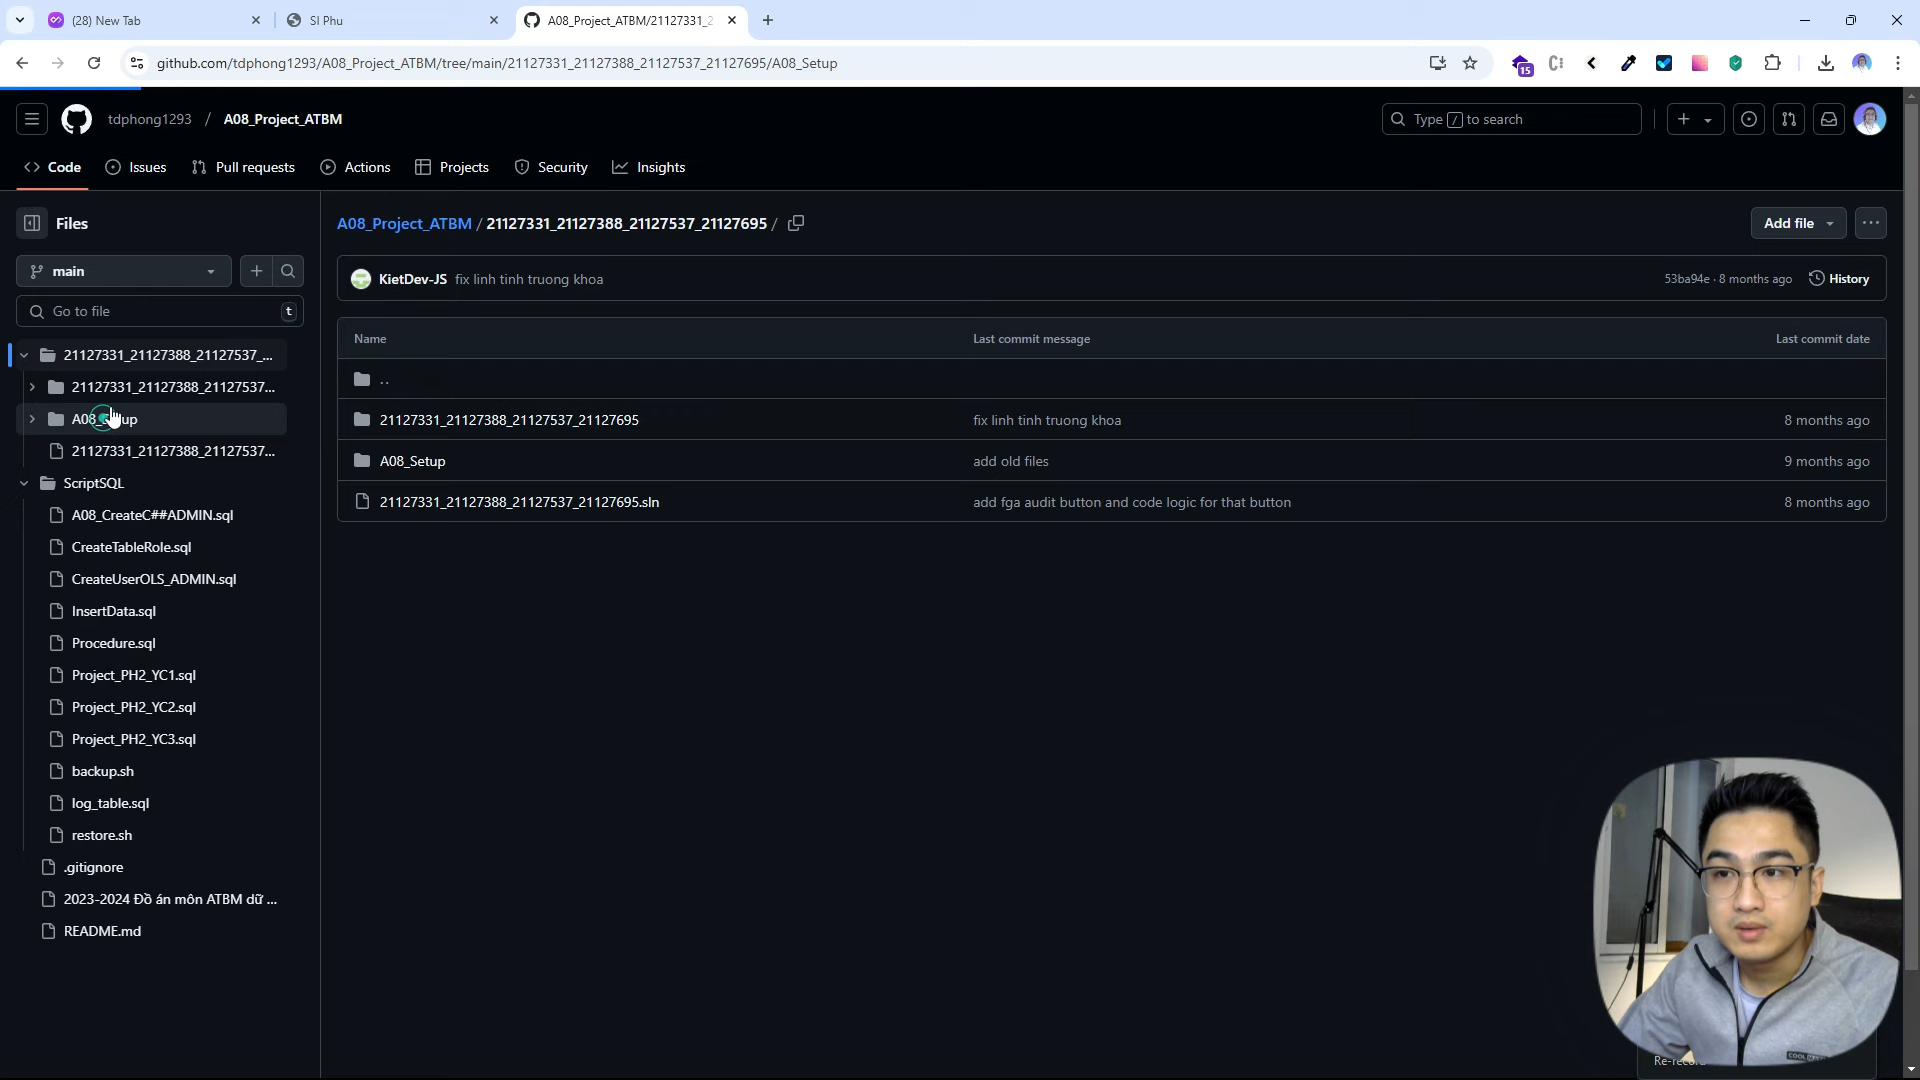 (28) New Tab
SI Phu
A08_Project_ATBM/21127331_2
github.com/tdphong1293/A08_Project_ATBM/tree/main/21127331_21127388_21127537_21127695/A08_Setup
15
tdphong1293 / A08_Project_ATBM
Type / to search
Code
Issues
Pull requests
Actions
Projects
Security
Insights
Files
main
Go to file
t
21127331_21127388_21127537_...
21127331_21127388_21127537...
A08_Setup
21127331_21127388_21127537...
ScriptSQL
A08_CreateC##ADMIN.sql
CreateTableRole.sql
CreateUserOLS_ADMIN.sql
InsertData.sql
Procedure.sql
Project_PH2_YC1.sql
Project_PH2_YC2.sql
Project_PH2_YC3.sql
backup.sh
log_table.sql
restore.sh
.gitignore
2023-2024 Đồ án môn ATBM dữ ...
README.md
A08_Project_ATBM / 21127331_21127388_21127537_21127695 /
Add file
KietDev-JS fix linh tinh truong khoa
53ba94e · 8 months ago
History
Name Last commit message Last commit date
..
21127331_21127388_21127537_21127695 fix linh tinh truong khoa 8 months ago
A08_Setup add old files 9 months ago
21127331_21127388_21127537_21127695.sln add fga audit button and code logic for that button 8 months ago